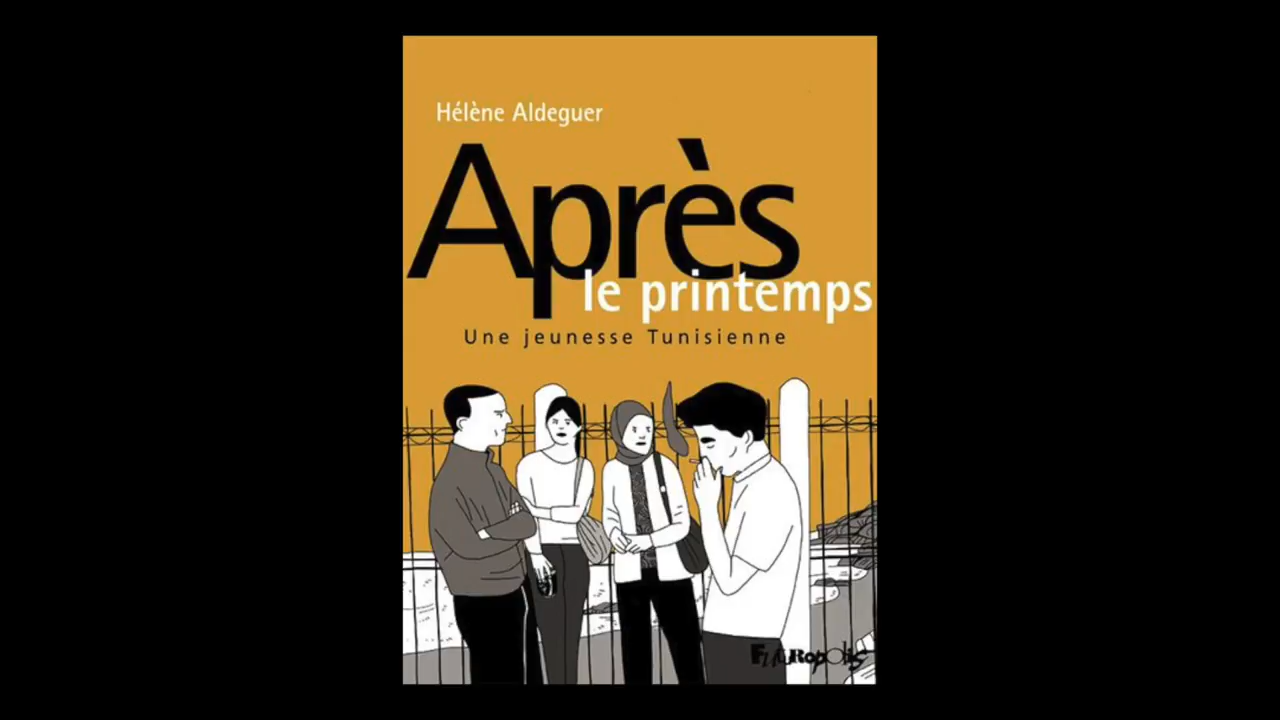 Hélène Aldeguer
Après
le printemps
Une jeunesse Tunisienne
Futuropolis